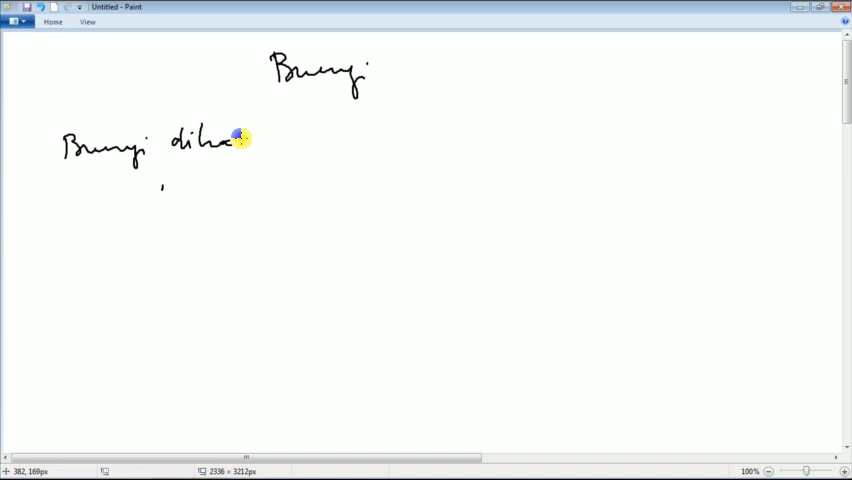 Untitled - Paint
Home View
Bunyi
Bunyi diha
382, 169px 2336 × 3212px 100%